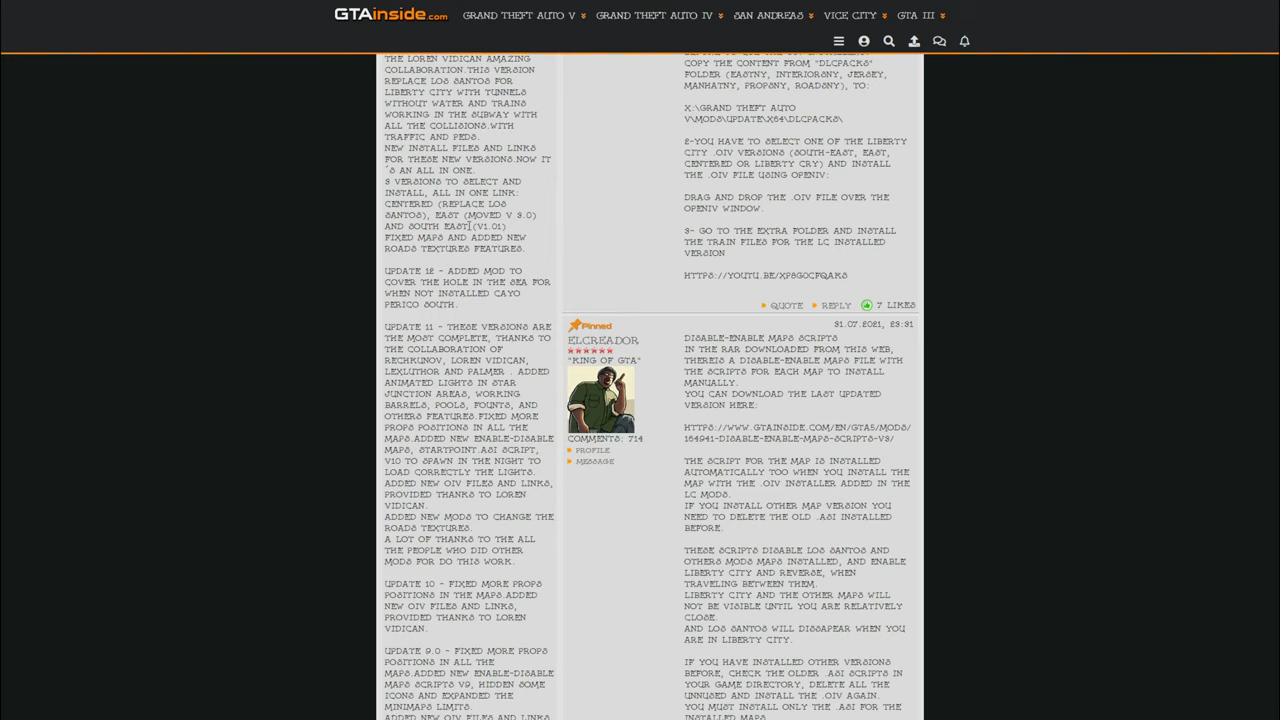 GTAinside.com
GRAND THEFT AUTO V
GRAND THEFT AUTO IV
SAN ANDREAS
VICE CITY
GTA III
THE LOREN VIDICAN AMAZING
COLLABORATION.THIS VERSION
REPLACE LOS SANTOS FOR
LIBERTY CITY WITH TUNNELS
WITHOUT WATER AND TRAINS
WORKING IN THE SUBWAY WITH
ALL THE COLLISIONS.WITH
TRAFFIC AND PEDS.
NEW INSTALL FILES AND LINKS
FOR THESE NEW VERSIONS.NOW IT
´S AN ALL IN ONE.
3 VERSIONS TO SELECT AND
INSTALL, ALL IN ONE LINK:
CENTERED (REPLACE LOS
SANTOS), EAST (MOVED V 3.0)
AND SOUTH EAST (V1.01)
FIXED MAPS AND ADDED NEW
ROADS TEXTURES FEATURES.
UPDATE 12 - ADDED MOD TO
COVER THE HOLE IN THE SEA FOR
WHEN NOT INSTALLED CAYO
PERICO SOUTH.
UPDATE 11 - THESE VERSIONS ARE
THE MOST COMPLETE, THANKS TO
THE COLLABORATION OF
RECHKUNOV, LOREN VIDICAN,
LEXLUTHOR AND PALMER . ADDED
ANIMATED LIGHTS IN STAR
JUNCTION AREAS, WORKING
BARRELS, POOLS, FOUNTS, AND
OTHERS FEATURES.FIXED MORE
PROPS POSITIONS IN ALL THE
MAPS.ADDED NEW ENABLE-DISABLE
MAPS, STARTPOINT.ASI SCRIPT,
V10 TO SPAWN IN THE NIGHT TO
LOAD CORRECTLY THE LIGHTS.
ADDED NEW OIV FILES AND LINKS,
PROVIDED THANKS TO LOREN
VIDICAN.
ADDED NEW MODS TO CHANGE THE
ROADS TEXTURES.
A LOT OF THANKS TO THE ALL
THE PEOPLE WHO DID OTHER
MODS FOR DO THIS WORK.
UPDATE 10 - FIXED MORE PROPS
POSITIONS IN THE MAPS.ADDED
NEW OIV FILES AND LINKS,
PROVIDED THANKS TO LOREN
VIDICAN.
UPDATE 9.0 - FIXED MORE PROPS
POSITIONS IN ALL THE
MAPS.ADDED NEW ENABLE-DISABLE
MAPS SCRIPTS V9, HIDDEN SOME
ICONS AND EXPANDED THE
MINIMAPS LIMITS.
ADDED NEW OIV FILES AND LINKS
COPY THE CONTENT FROM "DLCPACKS"
FOLDER (EASTNY, INTERIORSNY, JERSEY,
MANHATNY, PROPSNY, ROADSNY), TO:
X:\GRAND THEFT AUTO
V\MODS\UPDATE\X64\DLCPACKS\
2-YOU HAVE TO SELECT ONE OF THE LIBERTY
CITY .OIV VERSIONS (SOUTH-EAST, EAST,
CENTERED OR LIBERTY CRY) AND INSTALL
THE .OIV FILE USING OPENIV:
DRAG AND DROP THE .OIV FILE OVER THE
OPENIV WINDOW.
3- GO TO THE EXTRA FOLDER AND INSTALL
THE TRAIN FILES FOR THE LC INSTALLED
VERSION
QUOTE
REPLY
7 LIKES
Pinned
31.07.2021, 23:31
ELCREADOR
"KING OF GTA"
COMMENTS: 714
PROFILE
MESSAGE
DISABLE-ENABLE MAPS SCRIPTS
IN THE RAR DOWNLOADED FROM THIS WEB,
THEREIS A DISABLE-ENABLE MAPS FILE WITH
THE SCRIPTS FOR EACH MAP TO INSTALL
MANUALLY.
YOU CAN DOWNLOAD THE LAST UPDATED
VERSION HERE:
HTTPS://WWW.GTAINSIDE.COM/EN/GTA5/MODS/
164941-DISABLE-ENABLE-MAPS-SCRIPTS-V3/
THE SCRIPT FOR THE MAP IS INSTALLED
AUTOMATICALLY TOO WHEN YOU INSTALL THE
MAP WITH THE .OIV INSTALLER ADDED IN THE
LC MODS.
IF YOU INSTALL OTHER MAP VERSION YOU
NEED TO DELETE THE OLD .ASI INSTALLED
BEFORE.
THESE SCRIPTS DISABLE LOS SANTOS AND
OTHERS MODS MAPS INSTALLED, AND ENABLE
LIBERTY CITY AND REVERSE, WHEN
TRAVELING BETWEEN THEM.
LIBERTY CITY AND THE OTHER MAPS WILL
NOT BE VISIBLE UNTIL YOU ARE RELATIVELY
CLOSE.
AND LOS SANTOS WILL DISSAPEAR WHEN YOU
ARE IN LIBERTY CITY.
IF YOU HAVE INSTALLED OTHER VERSIONS
BEFORE, CHECK THE OLDER .ASI SCRIPTS IN
YOUR GAME DIRECTORY, DELETE ALL THE
UNNUSED AND INSTALL THE .OIV AGAIN.
YOU MUST INSTALL ONLY THE .ASI FOR THE
INSTALLED MAPS.